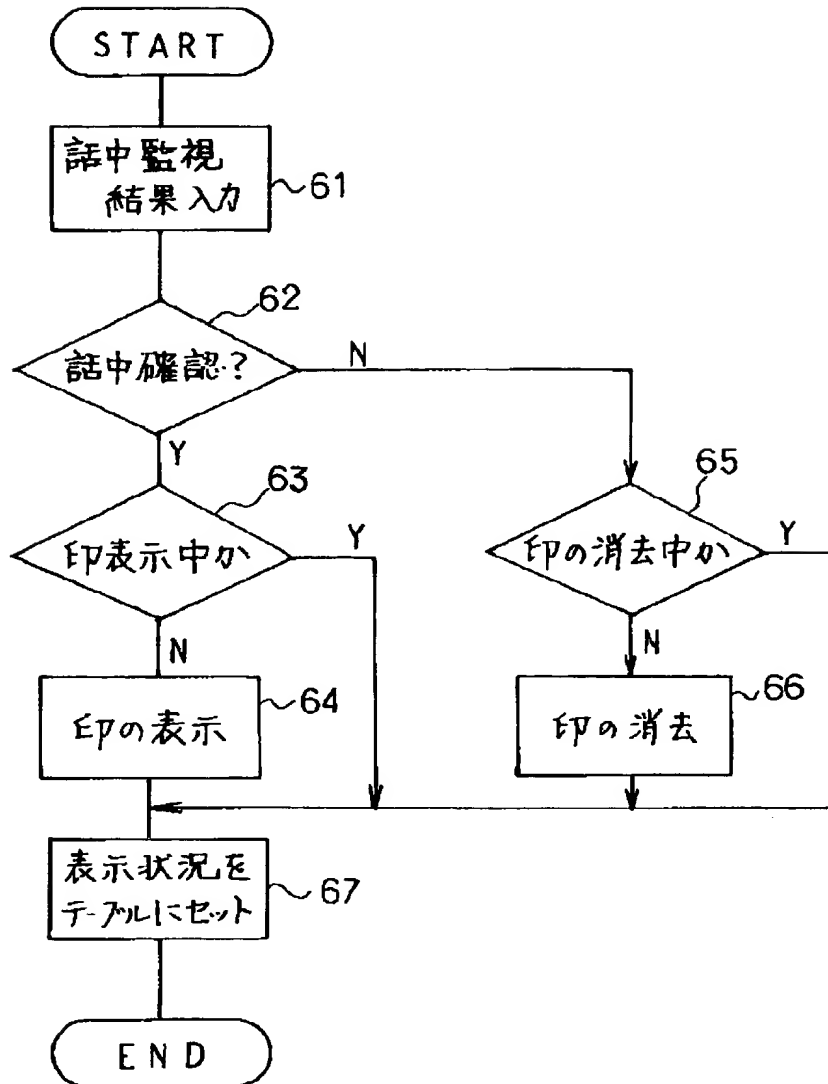 START
話中監視
結果入力
61
62
話中確認?
N
Y
63
印表示中か
Y
N
64
印の表示
65
印の消去中か
Y
N
66
印の消去
表示状況を
テーブルにセット
67
END